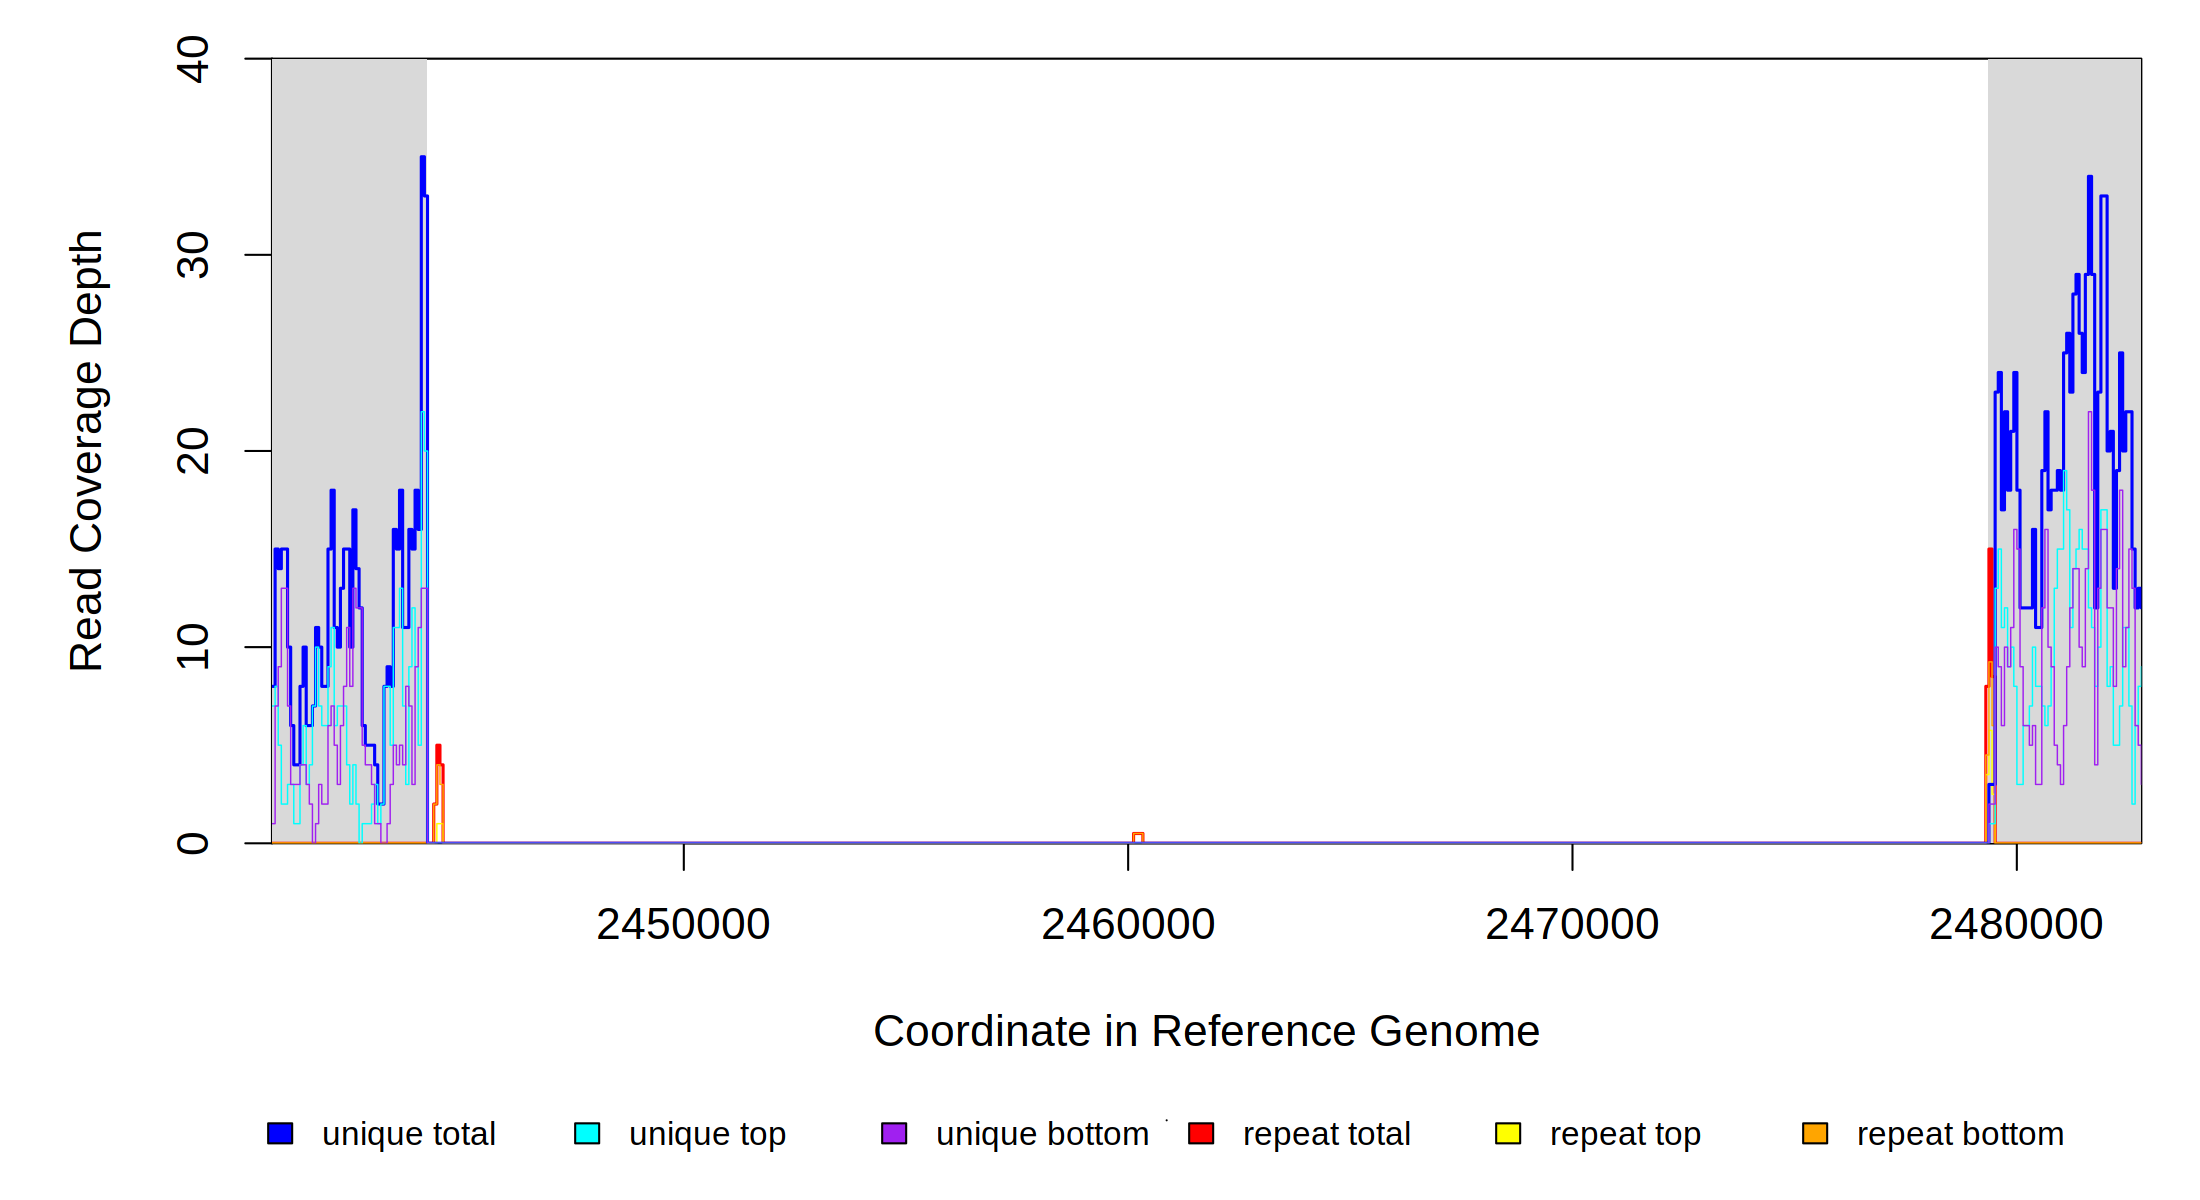 40
30
20
10
0
Read Coverage Depth
2450000 2460000 2470000 2480000
Coordinate in Reference Genome
unique total unique top unique bottom repeat total repeat top repeat bottom